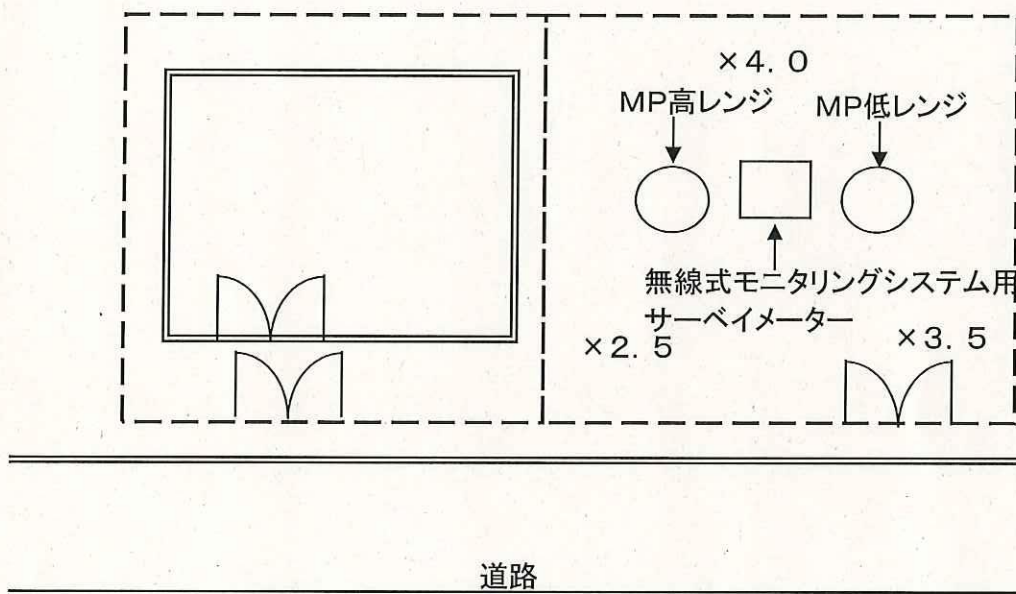 ×4.0
MP高レンジ
MP低レンジ
無線式モニタリングシステム用
サーベイメーター
×2.5
×3.5
道路